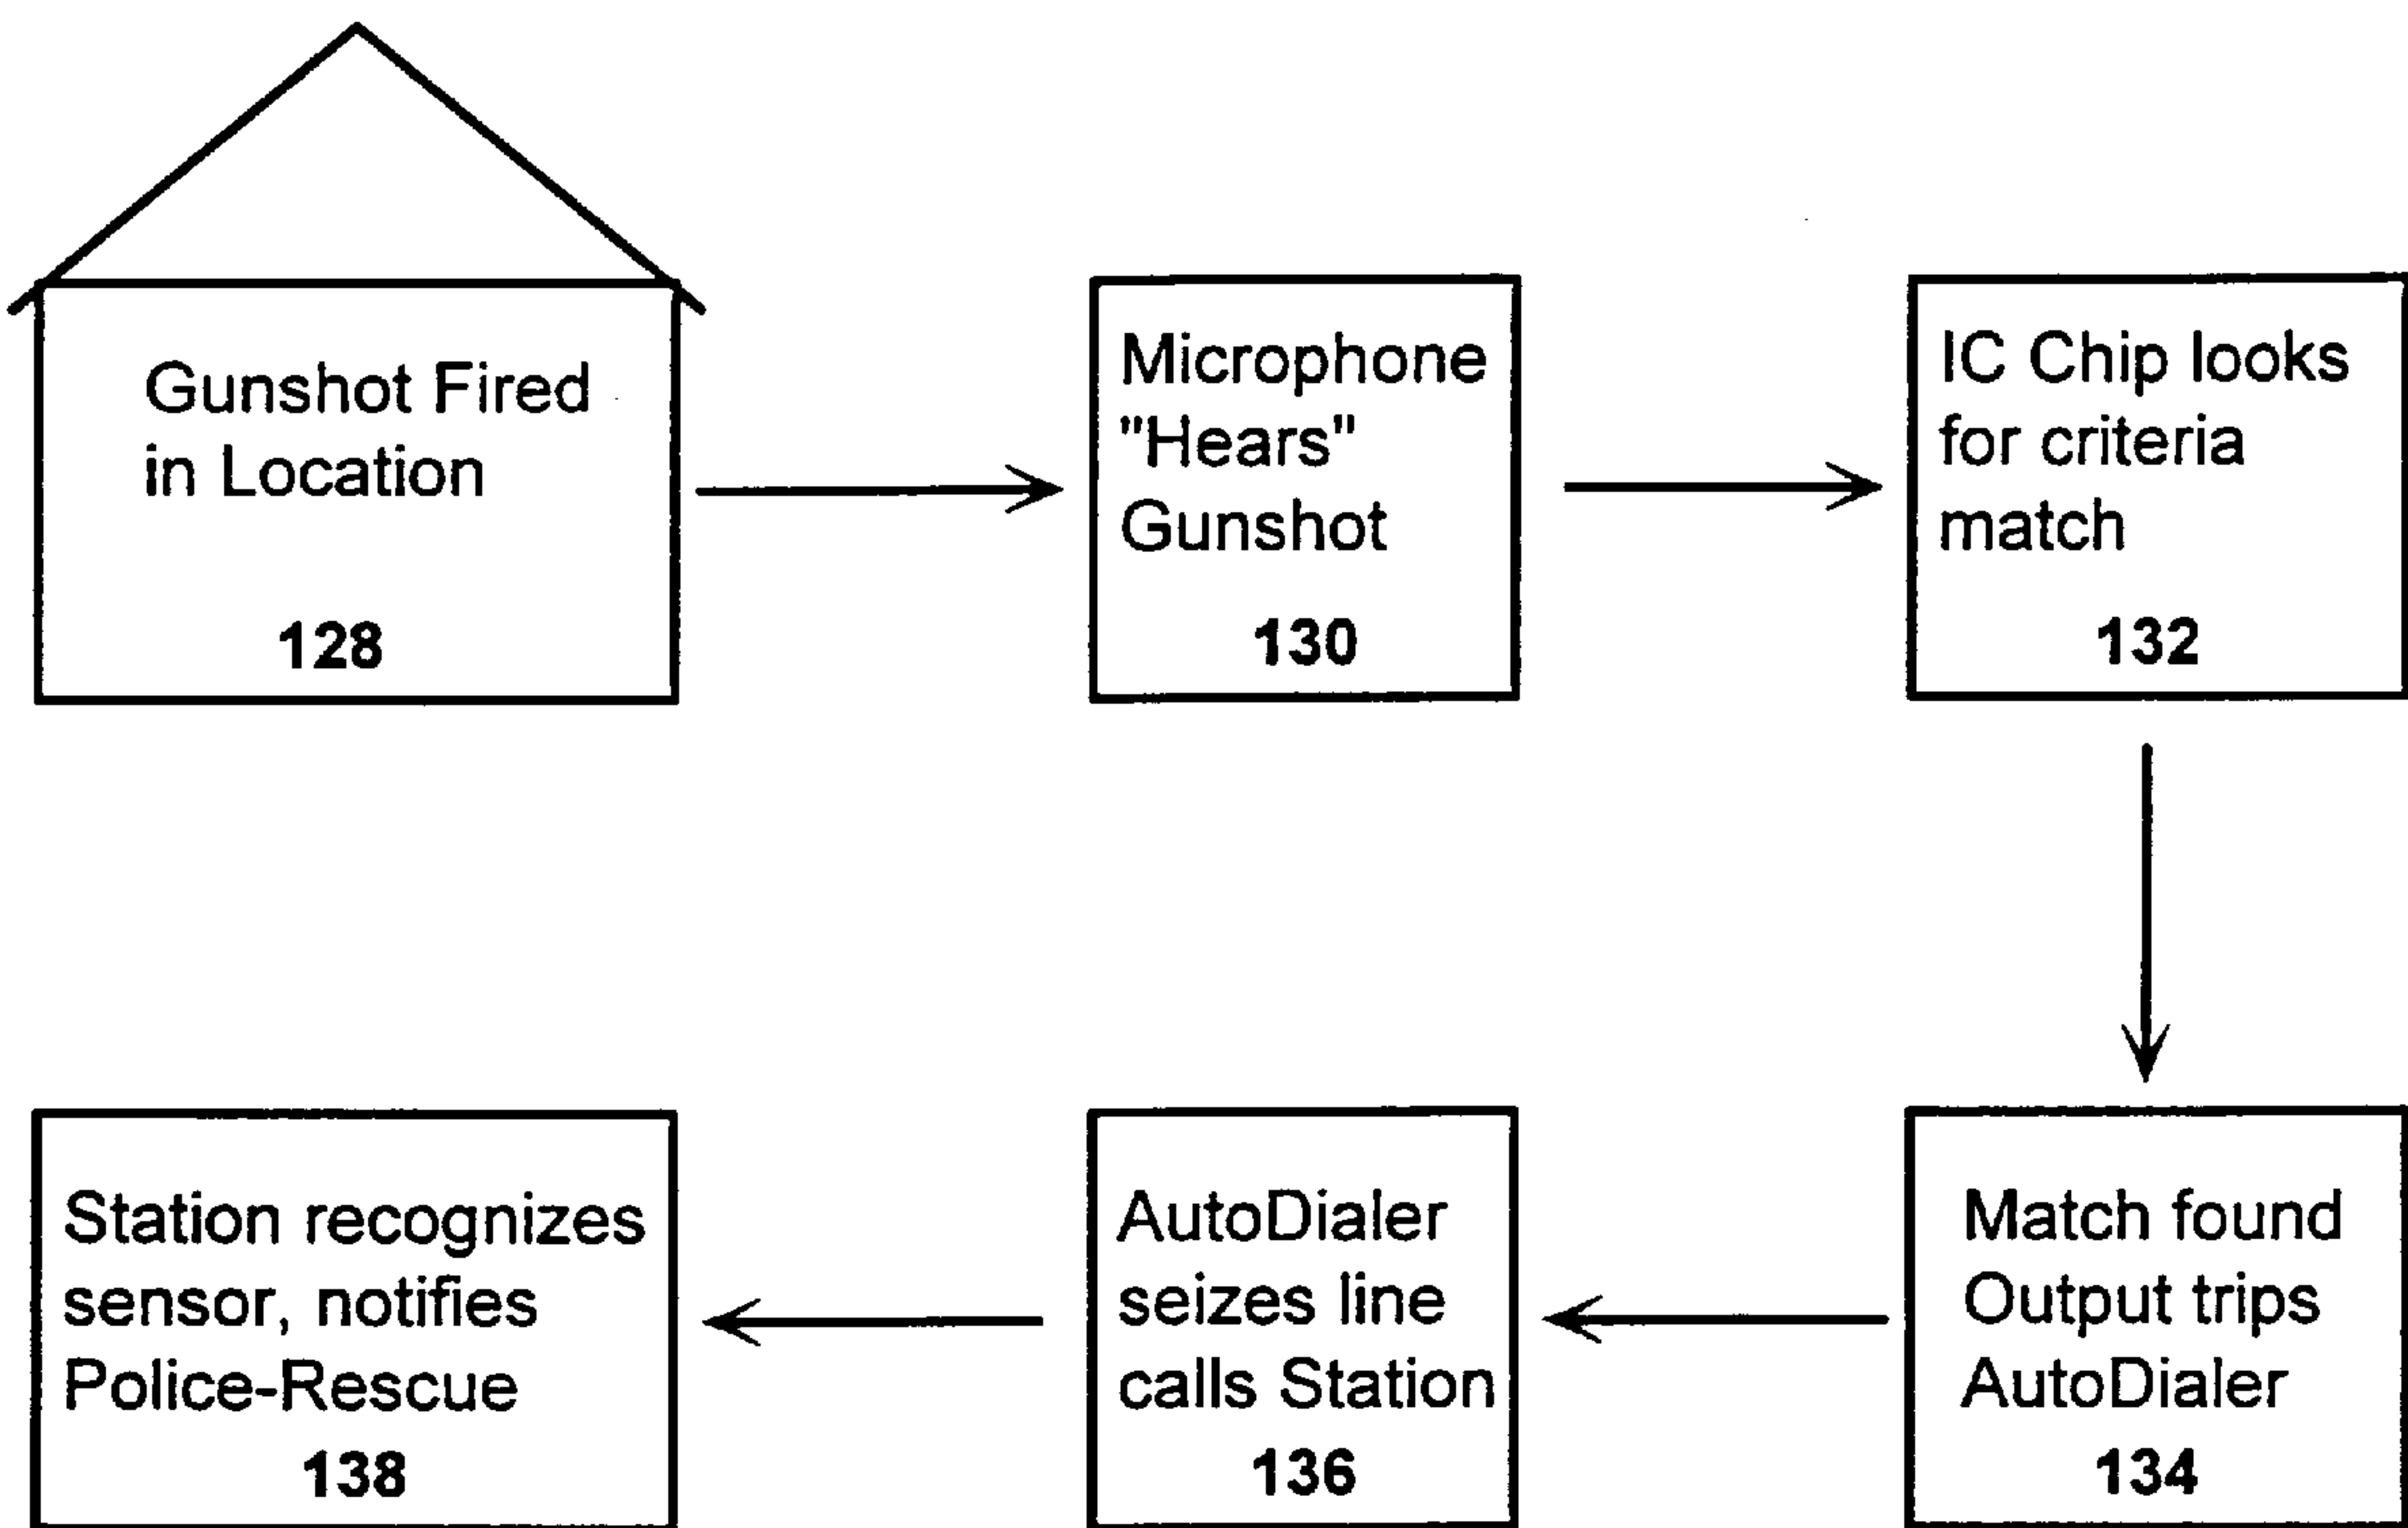 Gunshot Fired
in Location
128
Microphone
"Hears"
Gunshot
130
IC Chip looks
for criteria
match
132
Match found
Output trips
AutoDialer
134
AutoDialer
seizes line
calls Station
136
Station recognizes
sensor, notifies
Police-Rescue
138